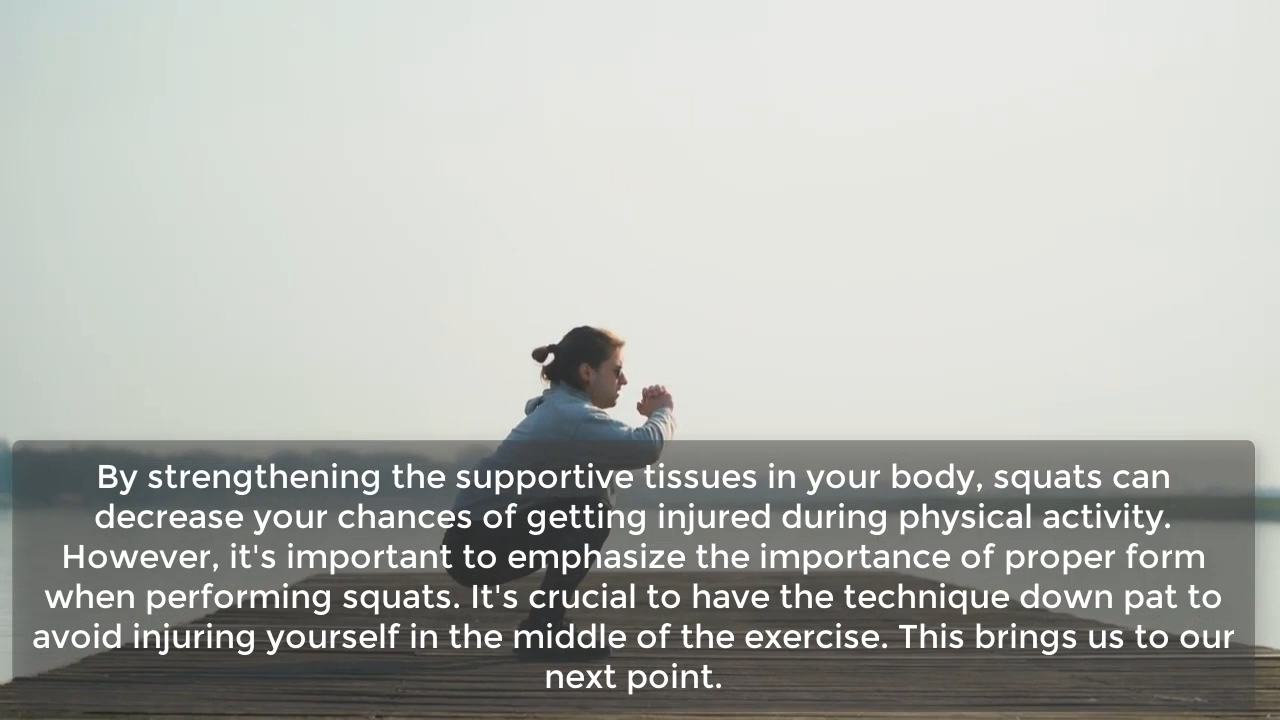 By strengthening the supportive tissues in your body, squats can
decrease your chances of getting injured during physical activity.
However, it's important to emphasize the importance of proper form
when performing squats. It's crucial to have the technique down pat to
avoid injuring yourself in the middle of the exercise. This brings us to our
next point.